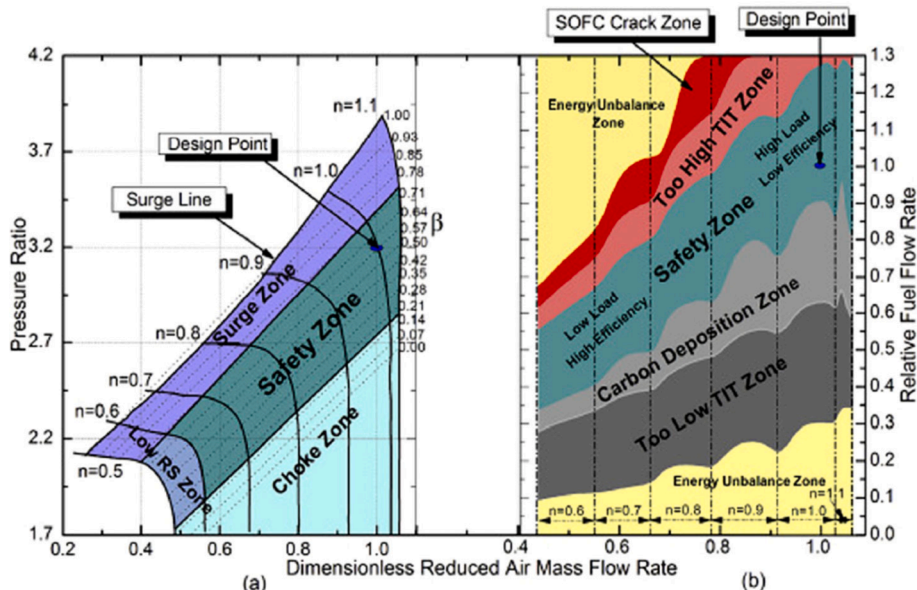 SOFC Crack Zone
Design Point
4.2
3.7
3.2
2.7
2.2
1.7
Pressure Ratio
n=1.1
n=1.0
n=0.9
n=0.8
n=0.7
n=0.6
n=0.5
Design Point
Surge Line
Surge Zone
Safety Zone
Low RS Zone
Choke Zone
1.00
0.93
0.85
0.78
0.71
0.64
0.57
0.50
0.42
0.35
0.28
0.21
0.14
0.07
0.00
β
0.2
0.4
0.6
0.8
1.0
Energy Unbalance
Zone
Too High TIT Zone
High Load
Low Efficiency
Safety Zone
Low Load
High-Efficiency
Carbon Deposition Zone
Too Low TIT Zone
Energy Unbalance Zone
n=0.6
n=0.7
n=0.8
n=0.9
n=1.0
n=1.1
1.3
1.2
1.1
1.0
0.9
0.8
0.7
0.6
0.5
0.4
0.3
0.2
0.1
0.0
Relative Fuel Flow Rate
0.4
0.6
0.8
1.0
(a)
Dimensionless Reduced Air Mass Flow Rate
(b)